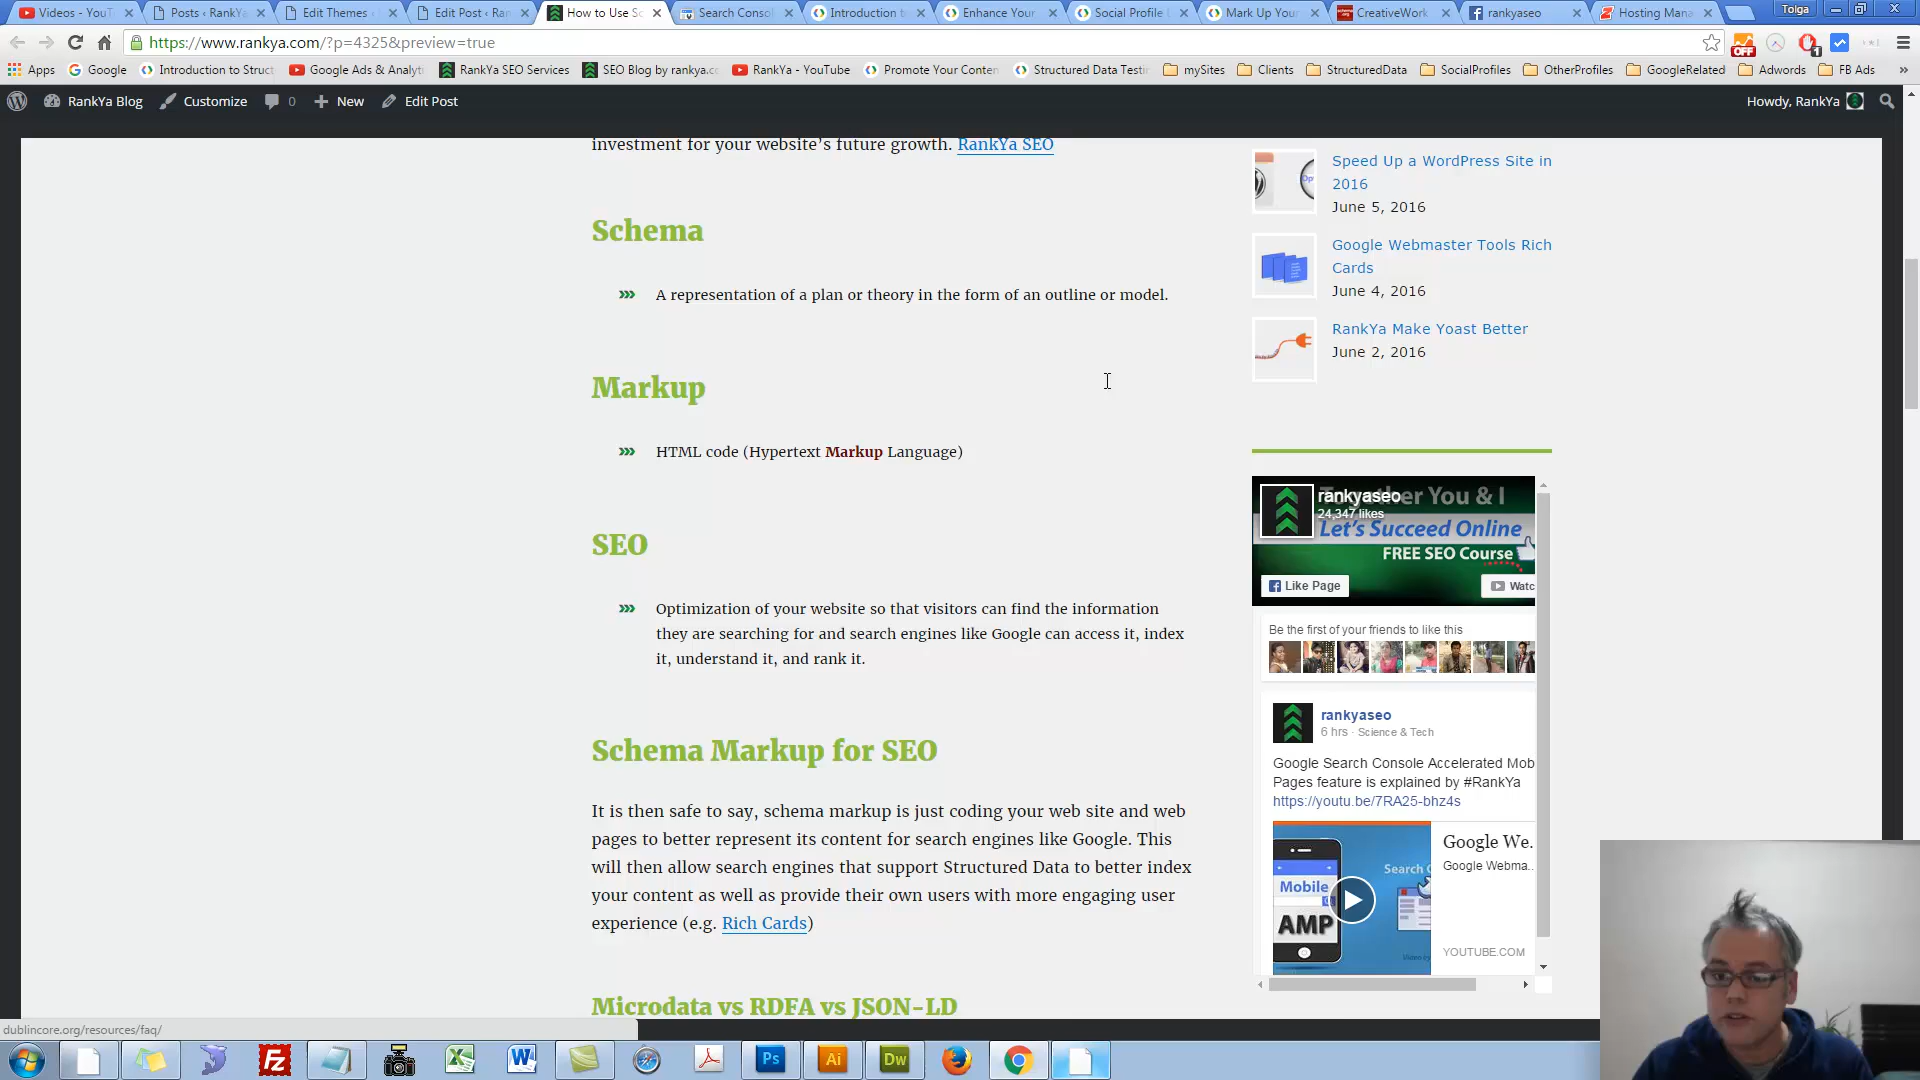 Videos - YouT
Posts ‹ RankY
Edit Themes ‹
Edit Post ‹ Ra
How to Use Sc
Search Conso
Introduction t
Enhance Your
Social Profile L
Mark Up Your
CreativeWork
rankyaseo
Hosting Mana
Tolga
https://www.rankya.com/?p=4325&preview=true
OFF
1
Apps
Google
Introduction to Struct
Google Ads & Analyti
RankYa SEO Services
SEO Blog by rankya.cc
RankYa - YouTube
Promote Your Conten
Structured Data Testi
mySites
Clients
StructuredData
SocialProfiles
OtherProfiles
GoogleRelated
Adwords
FB Ads
»
RankYa Blog
Customize
0
New
Edit Post
Howdy, RankYa
investment for your website's future growth. RankYa SEO
Schema
A representation of a plan or theory in the form of an outline or model.
Markup
HTML code (Hypertext Markup Language)
SEO
Optimization of your website so that visitors can find the information
they are searching for and search engines like Google can access it, index
it, understand it, and rank it.
Schema Markup for SEO
It is then safe to say, schema markup is just coding your web site and web
pages to better represent its content for search engines like Google. This
will then allow search engines that support Structured Data to better index
your content as well as provide their own users with more engaging user
experience (e.g. Rich Cards)
Microdata vs RDFA vs JSON-LD
Speed Up a WordPress Site in
2016
June 5, 2016
Google Webmaster Tools Rich
Cards
June 4, 2016
RankYa Make Yoast Better
June 2, 2016
Together You & I
rankyaseo
24,347 likes
Let's Succeed Online
FREE SEO Course
Like Page
Watc
Be the first of your friends to like this
rankyaseo
6 hrs · Science & Tech
Google Search Console Accelerated Mob
Pages feature is explained by #RankYa
https://youtu.be/7RA25-bhz4s
Mobile
AMP
Search C
Google We.
Google Webma..
YOUTUBE.COM
dublincore.org/resources/faq/
Fz
Ps
Ai
Dw